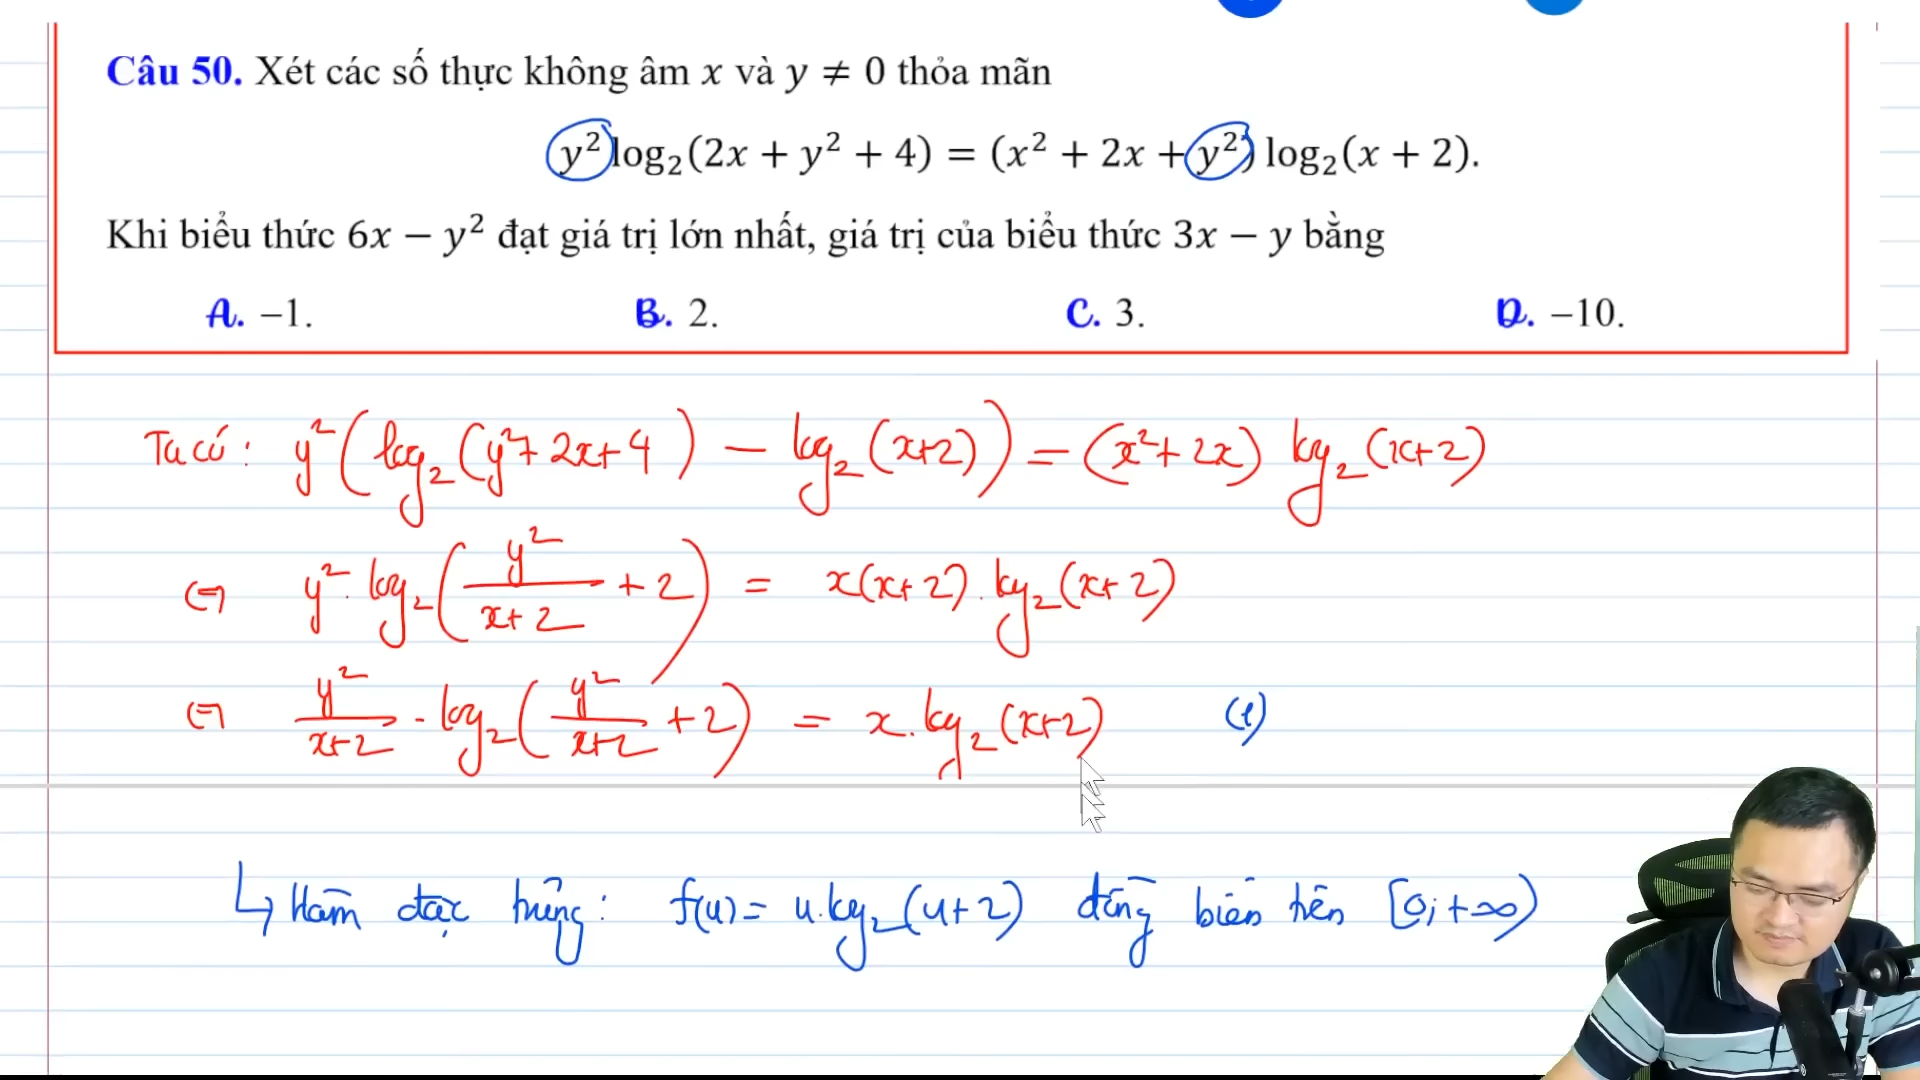 Câu 50. Xét các số thực không âm x và y ≠ 0 thỏa mãn
y² log₂(2x + y² + 4) = (x² + 2x + y²) log₂(x + 2).
Khi biểu thức 6x − y² đạt giá trị lớn nhất, giá trị của biểu thức 3x − y bằng
A. −1. B. 2. C. 3. D. −10.
Ta có: y²(log₂(y² + 2x + 4) − log₂(x+2)) = (x² + 2x) log₂(x+2)
⇔ y². log₂(y²/(x+2) + 2) = x(x+2). log₂(x+2)
⇔ y²/(x+2) . log₂(y²/(x+2) + 2) = x. log₂(x+2) (1)
↳ Hàm đặc trưng: f(u) = u. log₂(u+2) đồng biến trên [0; +∞)